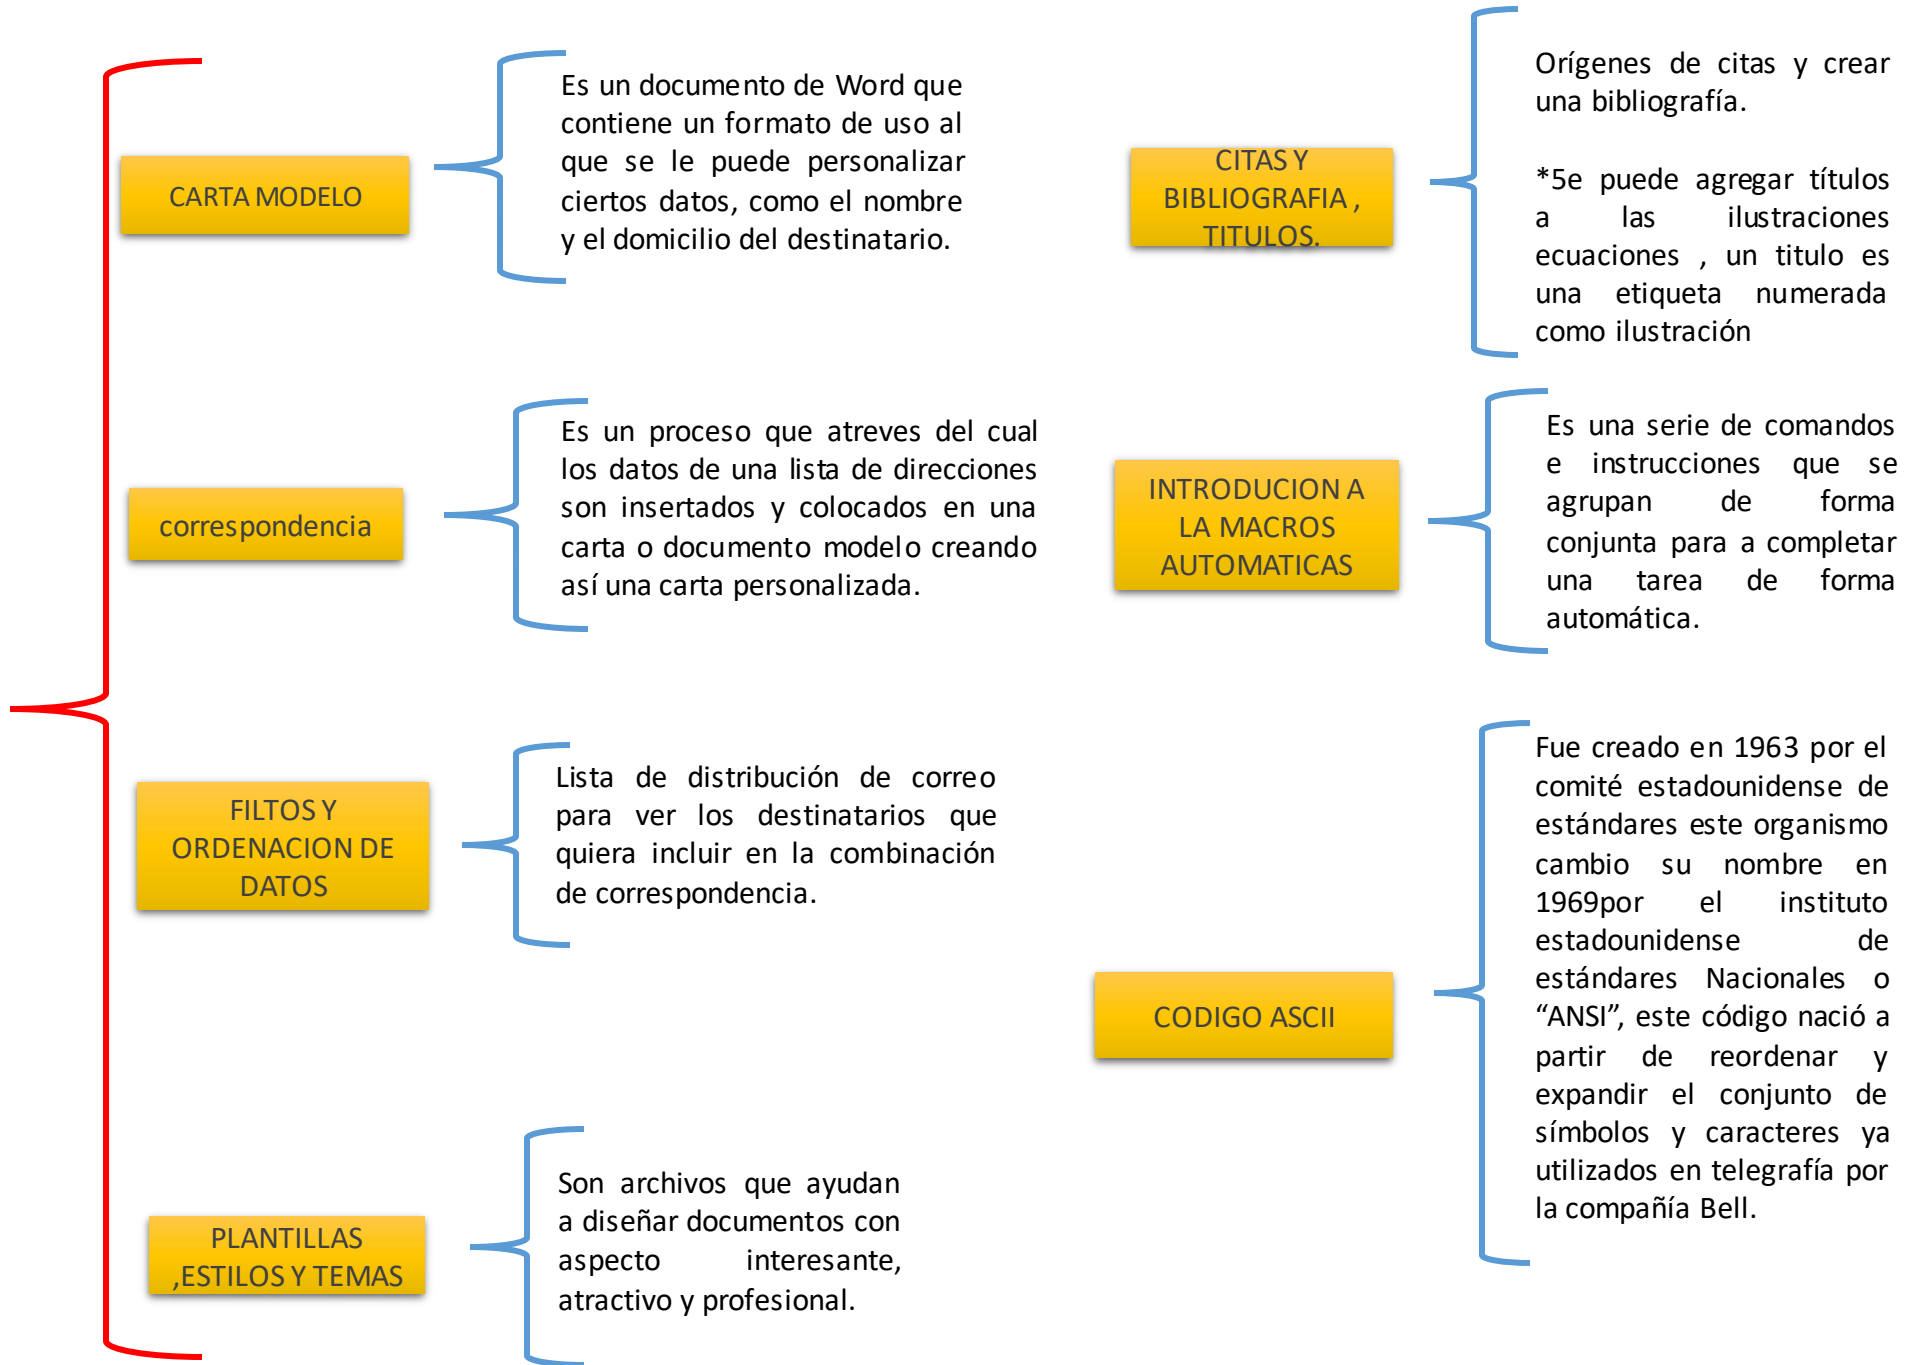 CARTA MODELO
Es un documento de Word que
contiene un formato de uso al
que se le puede personalizar
ciertos datos, como el nombre
y el domicilio del destinatario.
correspondencia
Es un proceso que atreves del cual
los datos de una lista de direcciones
son insertados y colocados en una
carta o documento modelo creando
así una carta personalizada.
FILTOS Y
ORDENACION DE
DATOS
Lista de distribución de correo
para ver los destinatarios que
quiera incluir en la combinación
de correspondencia.
PLANTILLAS
,ESTILOS Y TEMAS
Son archivos que ayudan
a diseñar documentos con
aspecto interesante,
atractivo y profesional.
CITAS Y
BIBLIOGRAFIA ,
TITULOS.
Orígenes de citas y crear
una bibliografía.
*5e puede agregar títulos
a las ilustraciones
ecuaciones , un titulo es
una etiqueta numerada
como ilustración
INTRODUCION A
LA MACROS
AUTOMATICAS
Es una serie de comandos
e instrucciones que se
agrupan de forma
conjunta para a completar
una tarea de forma
automática.
CODIGO ASCII
Fue creado en 1963 por el
comité estadounidense de
estándares este organismo
cambio su nombre en
1969por el instituto
estadounidense de
estándares Nacionales o
“ANSI”, este código nació a
partir de reordenar y
expandir el conjunto de
símbolos y caracteres ya
utilizados en telegrafía por
la compañía Bell.